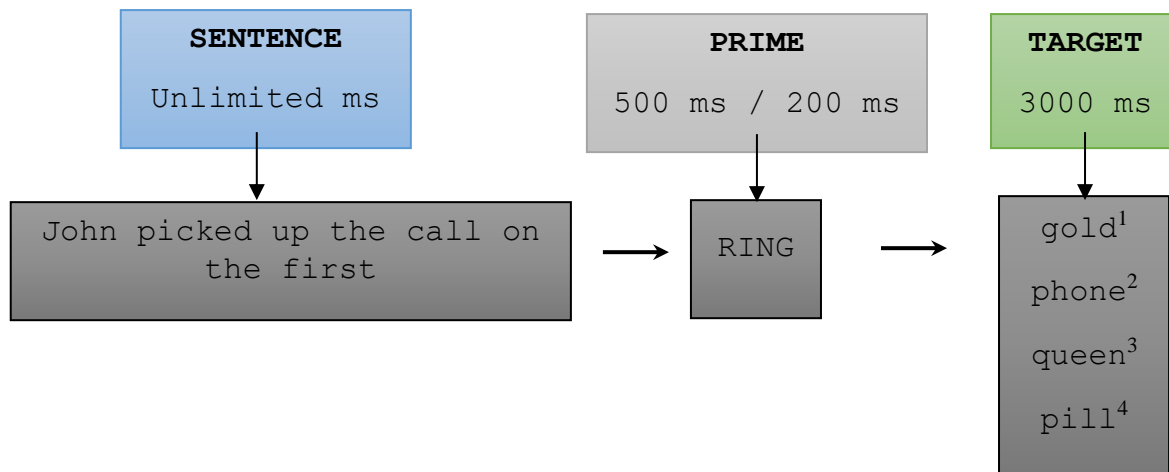 SENTENCE
Unlimited ms
PRIME
500 ms / 200 ms
TARGET
3000 ms
John picked up the call on
the first
RING
gold¹
phone²
queen³
pill⁴